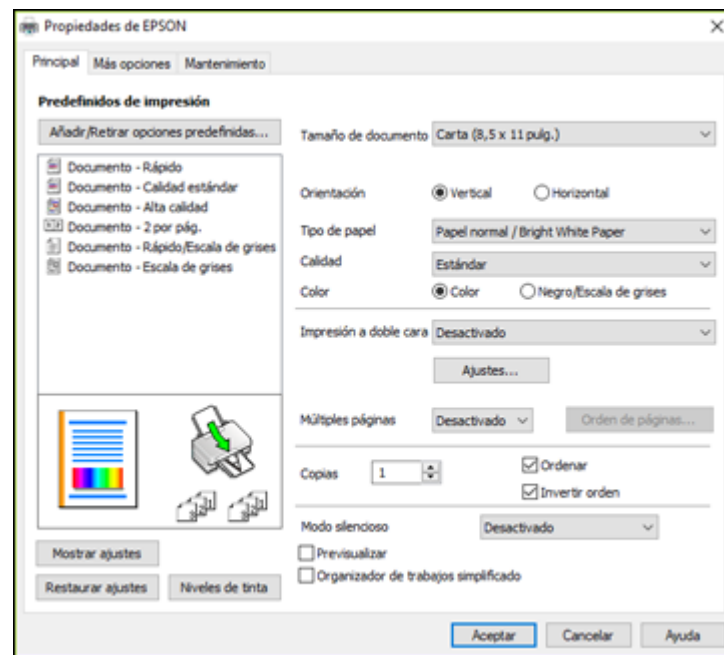 Propiedades de EPSON
Principal
Más opciones
Mantenimiento
Predefinidos de impresión
Añadir/Retirar opciones predefinidas...
Documento - Rápido
Documento - Calidad estándar
Documento - Alta calidad
Documento - 2 por pág.
Documento - Rápido/Escala de grises
Documento - Escala de grises
Mostrar ajustes
Restaurar ajustes
Niveles de tinta
Tamaño de documento
Carta (8,5 x 11 pulg.)
Orientación
Vertical
Horizontal
Tipo de papel
Papel normal / Bright White Paper
Calidad
Estándar
Color
Color
Negro/Escala de grises
Impresión a doble cara
Desactivado
Ajustes...
Múltiples páginas
Desactivado
Orden de páginas...
Copias
1
Ordenar
Invertir orden
Modo silencioso
Desactivado
Previsualizar
Organizador de trabajos simplificado
Aceptar
Cancelar
Ayuda